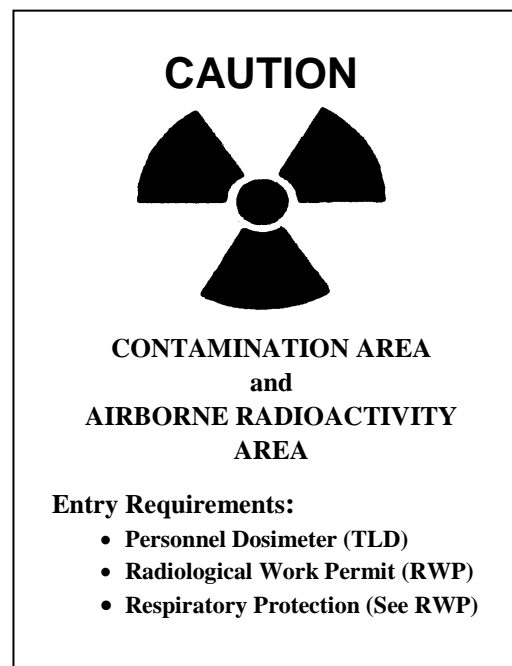 CAUTION
CONTAMINATION AREA
and
AIRBORNE RADIOACTIVITY
AREA
Entry Requirements:
• Personnel Dosimeter (TLD)
• Radiological Work Permit (RWP)
• Respiratory Protection (See RWP)